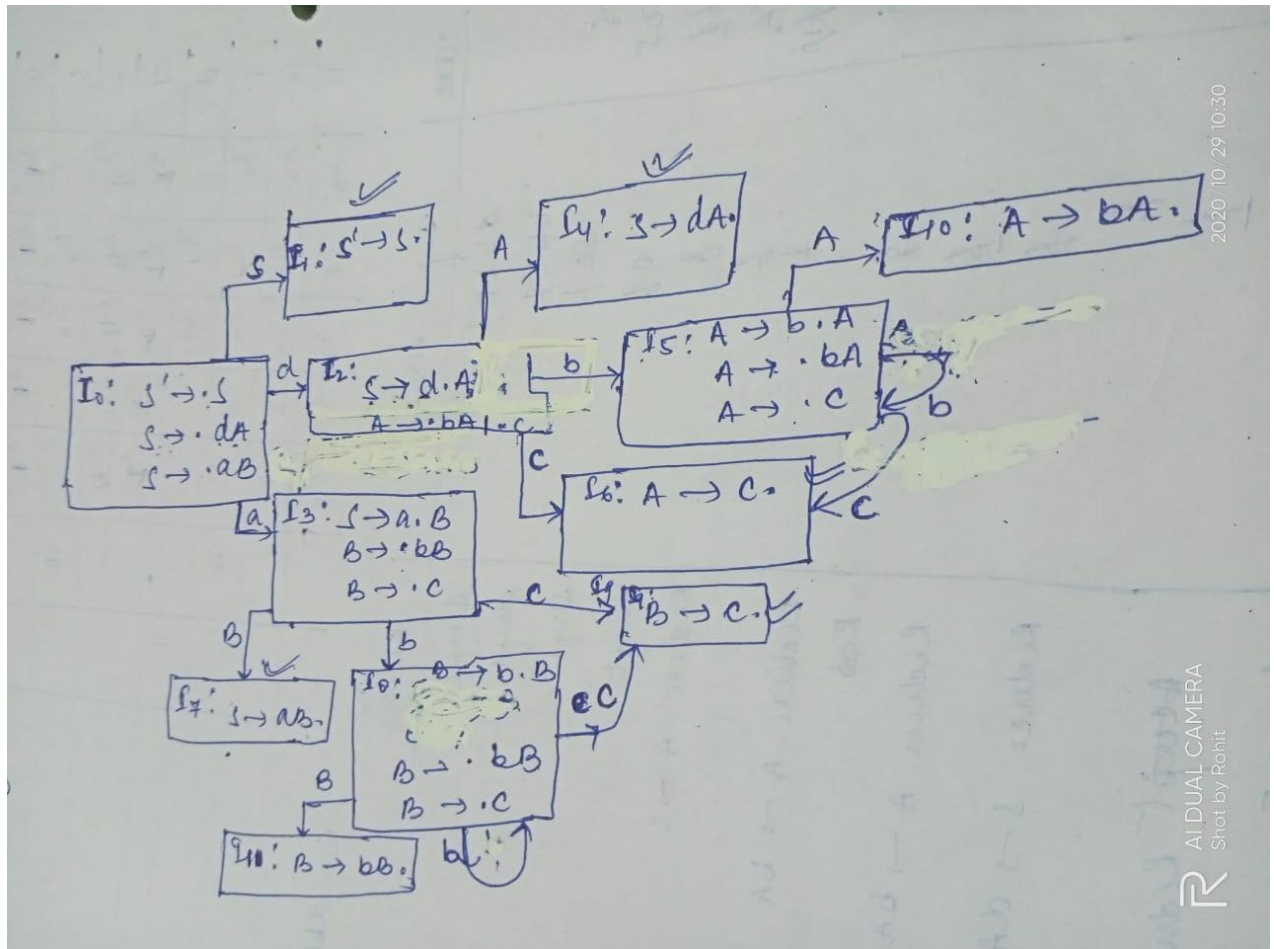 I1: S' → S.
S
I4: S → dA.
A
I10: A → bA.
A
I0: S' → .S
S → .dA
S → .aB
d
I2: S → d.A
A → .bA | .C
b
I5: A → b.A
A → .bA
A → .C
b
C
I6: A → C.
C
a
I3: S → a.B
B → .bB
B → .C
C
I9: B → C.
B
b
I7: S → aB.
I8: B → b.B
B → .bB
B → .C
C
B
b
I11: B → bB.
2020/10/29 10:30
AI DUAL CAMERA
Shot by Rohit